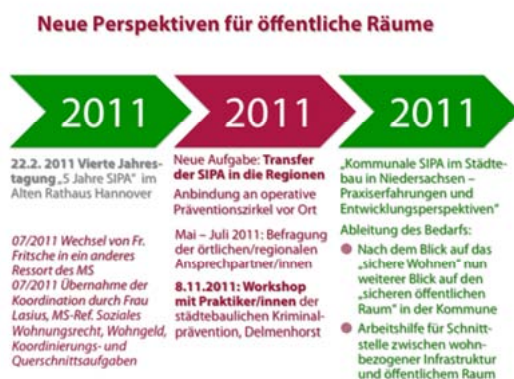 Neue Perspektiven für öffentliche Räume
2011
22.2. 2011 Vierte Jahres-
tagung „5 Jahre SIPA“ im
Alten Rathaus Hannover
07/2011 Wechsel von Fr.
Fritsche in ein anderes
Ressort des MS
07/2011 Übernahme der
Koordination durch Frau
Lasius, MS-Ref. Soziales
Wohnungsrecht, Wohngeld,
Koordinierungs- und
Querschnittsaufgaben
2011
Neue Aufgabe: Transfer
der SIPA in die Regionen
Anbindung an operative
Präventionszirkel vor Ort
Mai – Juli 2011: Befragung
der örtlichen/regionalen
Ansprechpartner/innen
8.11.2011: Workshop
mit Praktiker/innen der
städtebaulichen Kriminal-
prävention, Delmenhorst
2011
„Kommunale SIPA im Städte-
bau in Niedersachsen –
Praxiserfahrungen und
Entwicklungsperspektiven“
Ableitung des Bedarfs:
Nach dem Blick auf das
„sichere Wohnen“ nun
weiterer Blick auf den
„sicheren öffentlichen
Raum“ in der Kommune
Arbeitshilfe für Schnitt-
stelle zwischen wohn-
bezogener Infrastruktur
und öffentlichem Raum